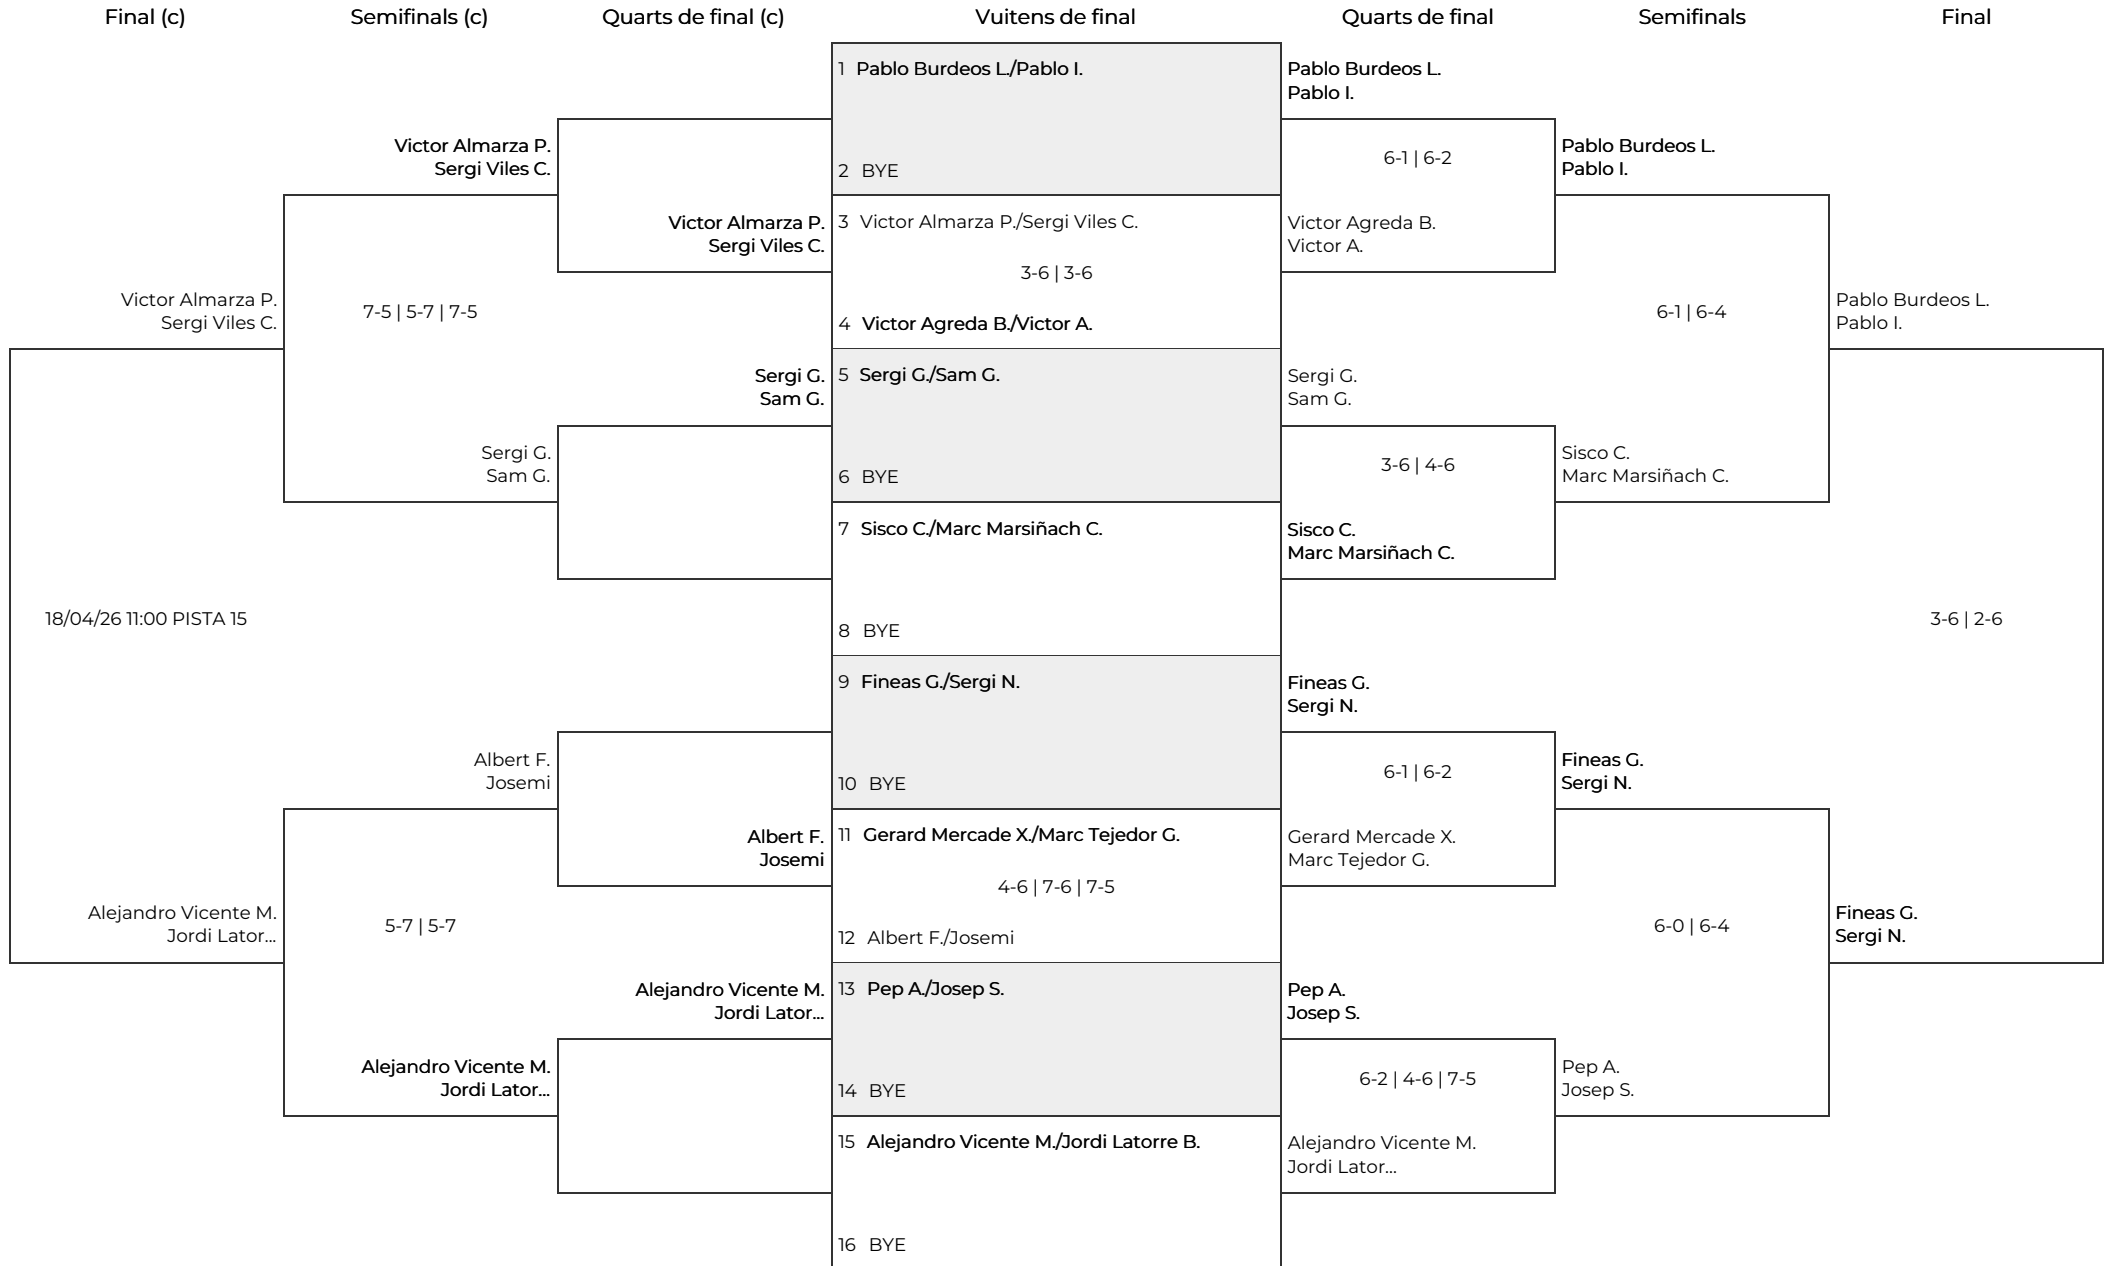 Final (c)
Semifinals (c)
Quarts de final (c)
Vuitens de final
Quarts de final
Semifinals
Final
Victor Almarza P.
Sergi Viles C.
18/04/26 11:00 PISTA 15
Alejandro Vicente M.
Jordi Lator...
Victor Almarza P.
Sergi Viles C.
7-5 | 5-7 | 7-5
Sergi G.
Sam G.
Albert F.
Josemi
5-7 | 5-7
Alejandro Vicente M.
Jordi Lator...
Victor Almarza P.
Sergi Viles C.
Sergi G.
Sam G.
Albert F.
Josemi
Alejandro Vicente M.
Jordi Lator...
1 Pablo Burdeos L./Pablo I.
2 BYE
3 Victor Almarza P./Sergi Viles C.
3-6 | 3-6
4 Victor Agreda B./Victor A.
5 Sergi G./Sam G.
6 BYE
7 Sisco C./Marc Marsiñach C.
8 BYE
9 Fineas G./Sergi N.
10 BYE
11 Gerard Mercade X./Marc Tejedor G.
4-6 | 7-6 | 7-5
12 Albert F./Josemi
13 Pep A./Josep S.
14 BYE
15 Alejandro Vicente M./Jordi Latorre B.
16 BYE
Pablo Burdeos L.
Pablo I.
6-1 | 6-2
Victor Agreda B.
Victor A.
Sergi G.
Sam G.
3-6 | 4-6
Sisco C.
Marc Marsiñach C.
Fineas G.
Sergi N.
6-1 | 6-2
Gerard Mercade X.
Marc Tejedor G.
Pep A.
Josep S.
6-2 | 4-6 | 7-5
Alejandro Vicente M.
Jordi Lator...
Pablo Burdeos L.
Pablo I.
6-1 | 6-4
Sisco C.
Marc Marsiñach C.
Fineas G.
Sergi N.
6-0 | 6-4
Pep A.
Josep S.
Pablo Burdeos L.
Pablo I.
3-6 | 2-6
Fineas G.
Sergi N.